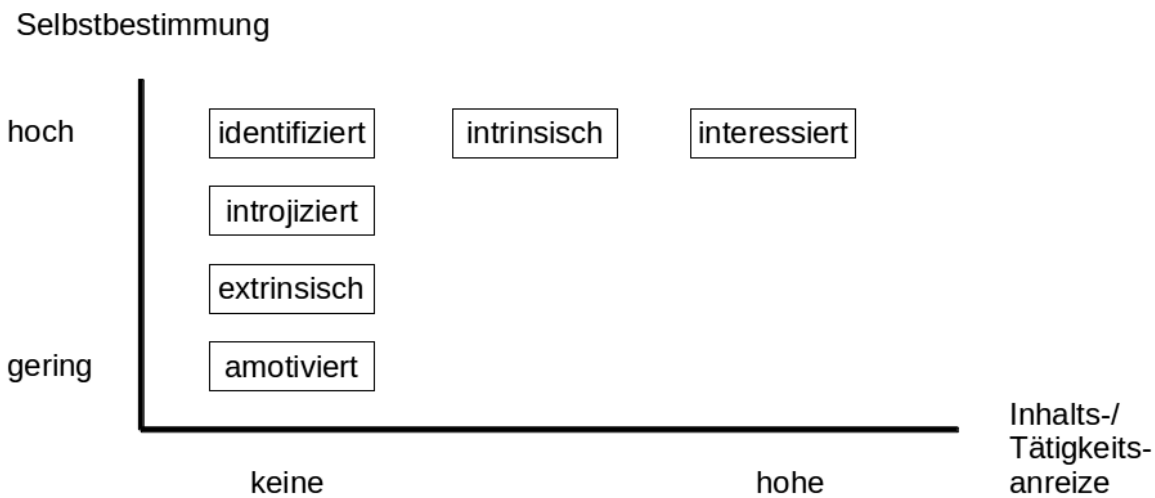 Selbstbestimmung
hoch
identifiziert
intrinsisch
interessiert
introjiziert
extrinsisch
gering
amotiviert
Inhalts-/
Tätigkeits-
anreize
keine
hohe